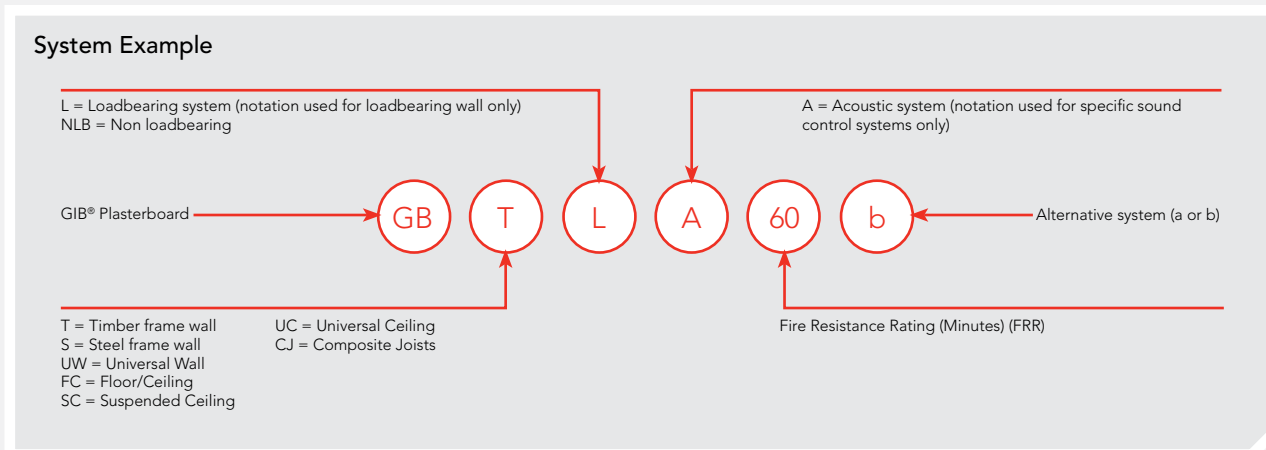 System Example
L = Loadbearing system (notation used for loadbearing wall only)
NLB = Non loadbearing
A = Acoustic system (notation used for specific sound
control systems only)
GIB® Plasterboard
GB T L A 60 b
Alternative system (a or b)
T = Timber frame wall
S = Steel frame wall
UW = Universal Wall
FC = Floor/Ceiling
SC = Suspended Ceiling
UC = Universal Ceiling
CJ = Composite Joists
Fire Resistance Rating (Minutes) (FRR)